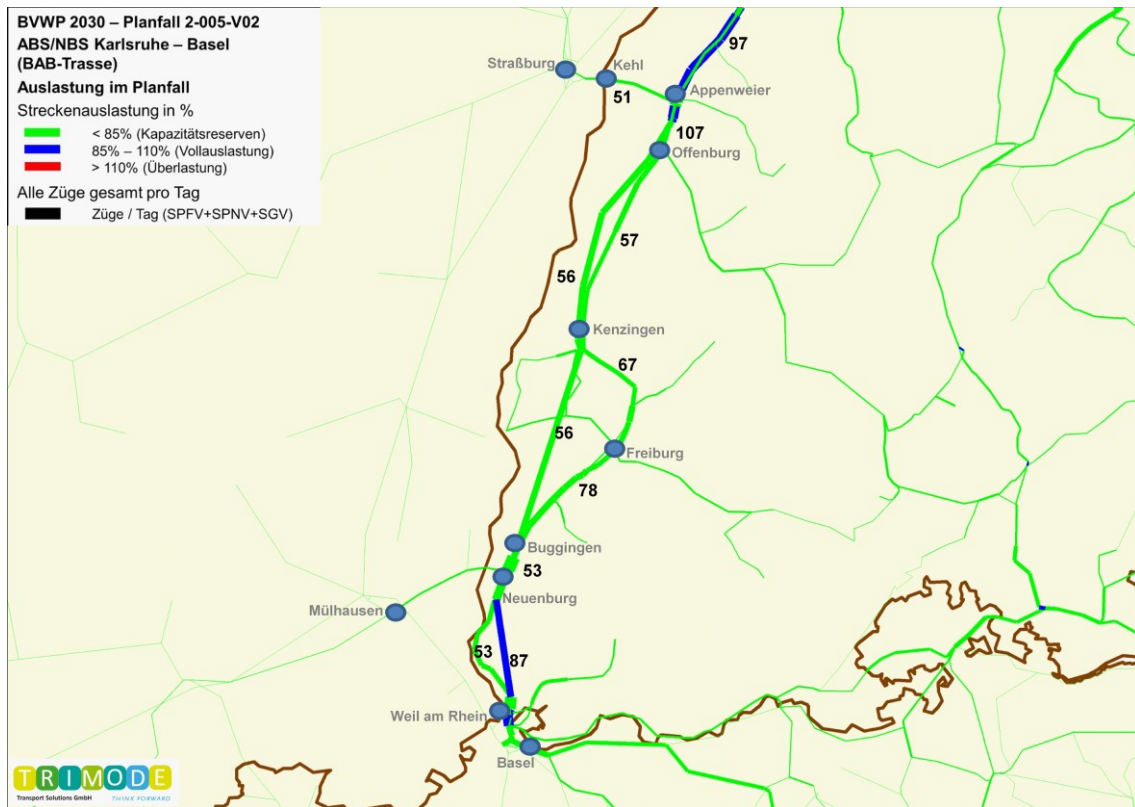 BVWP 2030 – Planfall 2-005-V02
ABS/NBS Karlsruhe – Basel
(BAB-Trasse)
Auslastung im Planfall
Streckenauslastung in %
< 85% (Kapazitätsreserven)
85% – 110% (Vollauslastung)
> 110% (Überlastung)
Alle Züge gesamt pro Tag
Züge / Tag (SPFV+SPNV+SGV)
97
Straßburg
Kehl
51
Appenweier
107
Offenburg
57
56
Kenzingen
67
56
Freiburg
78
Buggingen
53
Neuenburg
Mülhausen
53
87
Weil am Rhein
Basel
TRIMODE
Transport Solutions GmbH THINK FORWARD